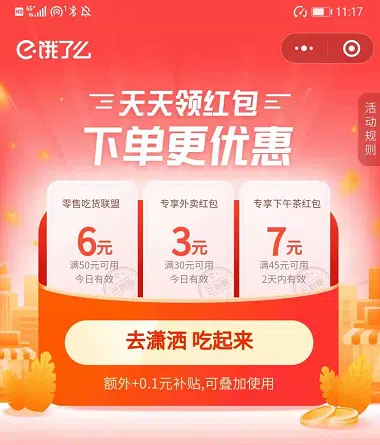 11:17
饿了么
天天领红包
下单更优惠
活动规则
零售吃货联盟
6元
满50元可用
今日有效
专享外卖红包
3元
满30元可用
今日有效
专享下午茶红包
7元
满45元可用
2天内有效
去潇洒 吃起来
额外+0.1元补贴,可叠加使用